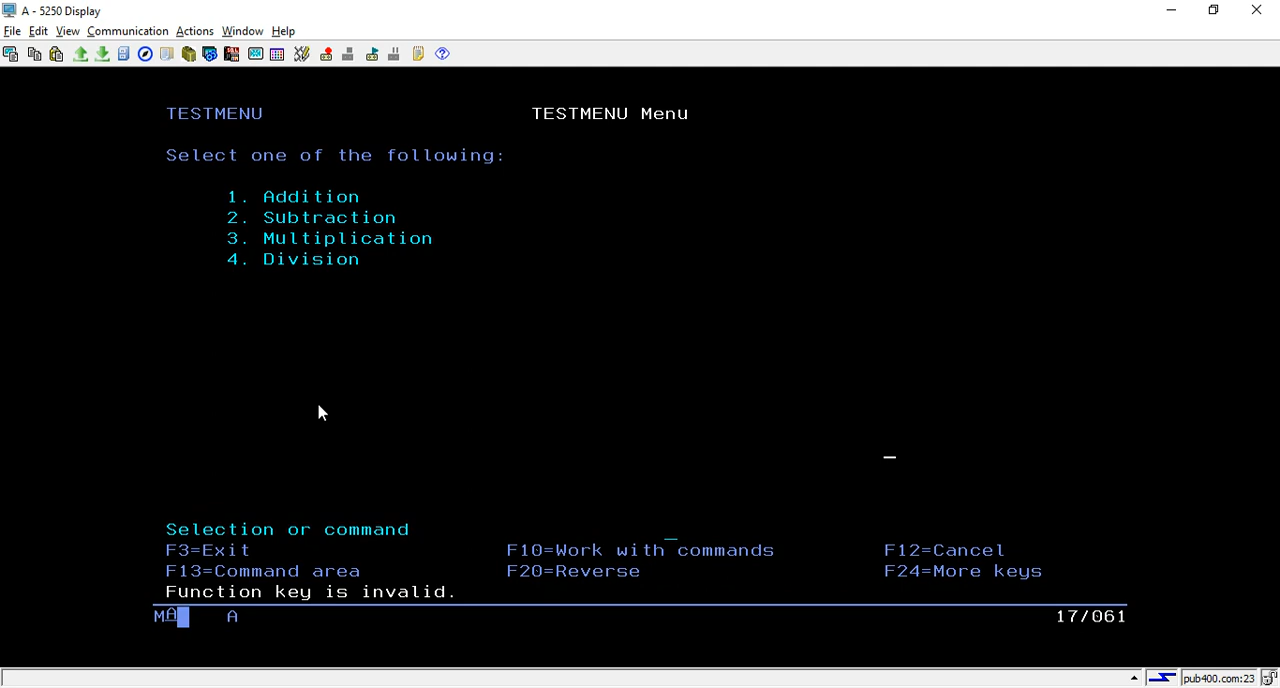 A - 5250 Display
File Edit View Communication Actions Window Help
TESTMENU TESTMENU Menu
Select one of the following:
1. Addition
2. Subtraction
3. Multiplication
4. Division
Selection or command
F3=Exit F10=Work with commands F12=Cancel
F13=Command area F20=Reverse F24=More keys
Function key is invalid.
MA A 17/061
pub400.com:23